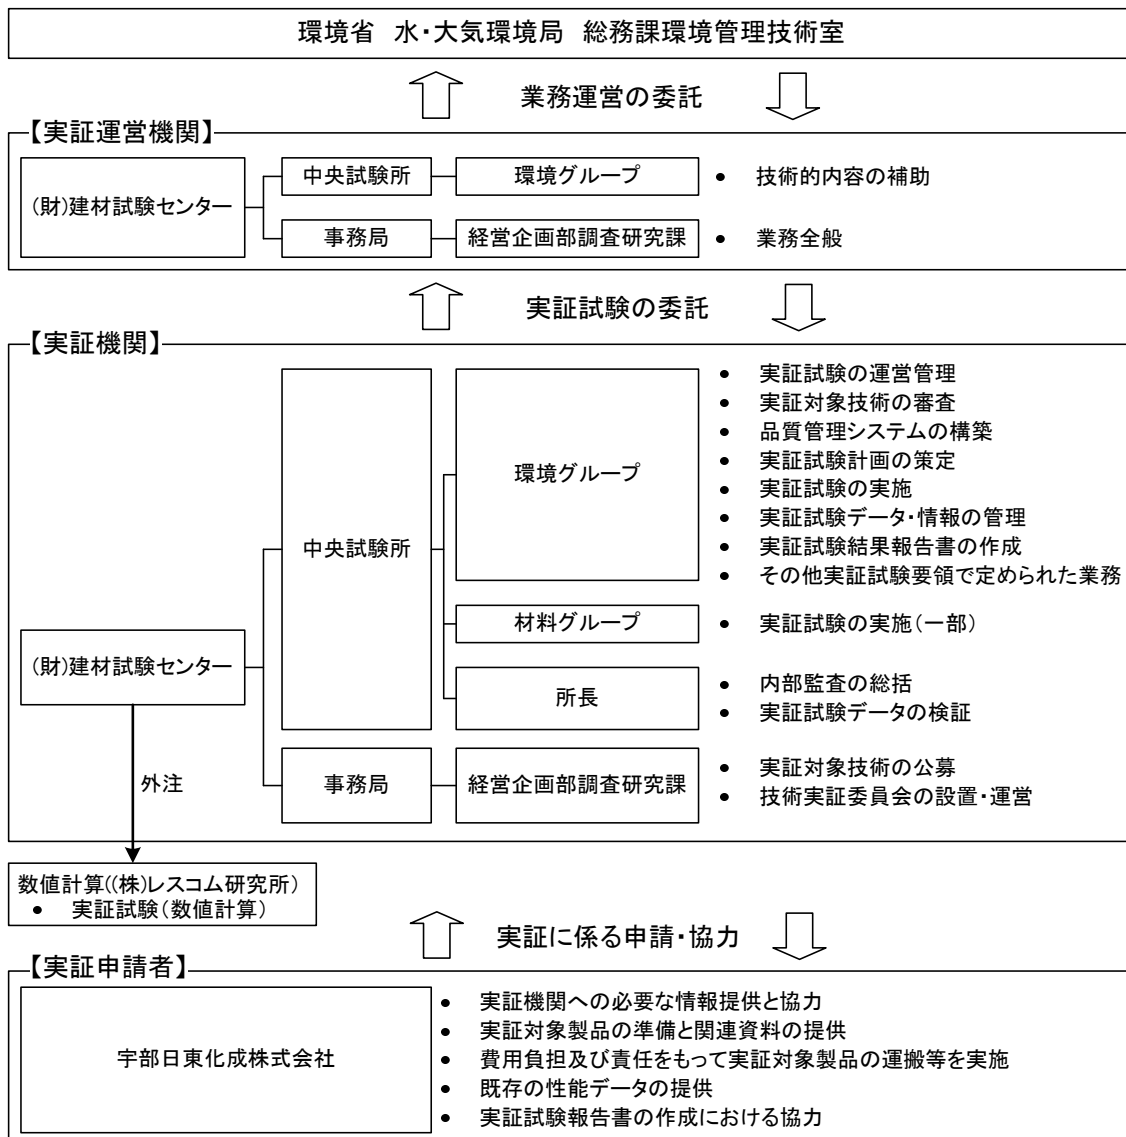 環境省 水・大気環境局 総務課環境管理技術室
業務運営の委託
【実証運営機関】
(財)建材試験センター
中央試験所
環境グループ
• 技術的内容の補助
事務局
経営企画部調査研究課
• 業務全般
実証試験の委託
【実証機関】
(財)建材試験センター
中央試験所
環境グループ
• 実証試験の運営管理
• 実証対象技術の審査
• 品質管理システムの構築
• 実証試験計画の策定
• 実証試験の実施
• 実証試験データ・情報の管理
• 実証試験結果報告書の作成
• その他実証試験要領で定められた業務
材料グループ
• 実証試験の実施(一部)
所長
• 内部監査の総括
• 実証試験データの検証
事務局
経営企画部調査研究課
• 実証対象技術の公募
• 技術実証委員会の設置・運営
外注
数値計算((株)レスコム研究所)
• 実証試験(数値計算)
実証に係る申請・協力
【実証申請者】
宇部日東化成株式会社
• 実証機関への必要な情報提供と協力
• 実証対象製品の準備と関連資料の提供
• 費用負担及び責任をもって実証対象製品の運搬等を実施
• 既存の性能データの提供
• 実証試験報告書の作成における協力